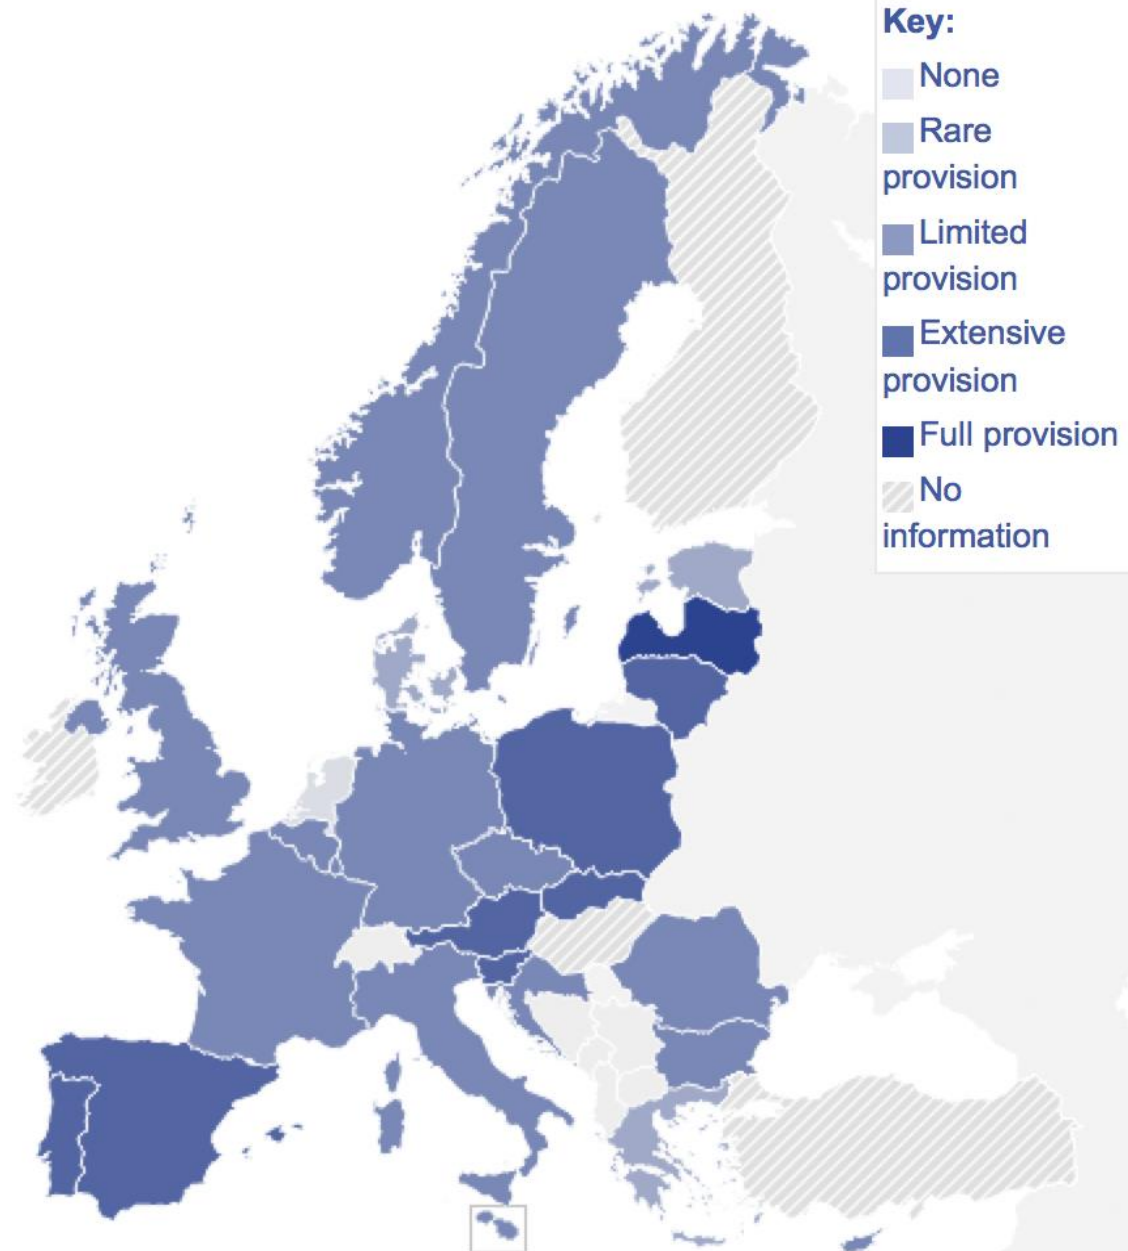 Key:
None
Rare
provision
Limited
provision
Extensive
provision
Full provision
No
information